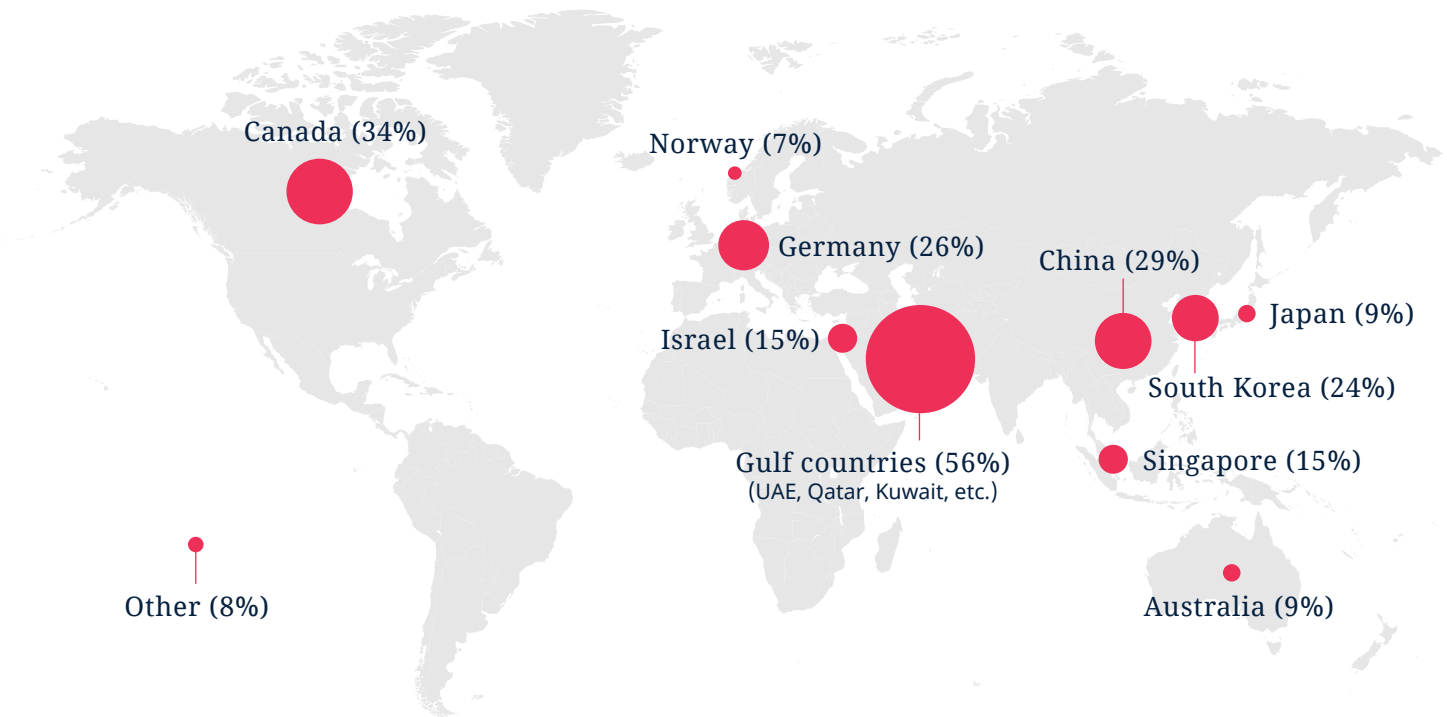 Canada (34%)
Norway (7%)
Germany (26%)
China (29%)
Israel (15%)
Japan (9%)
South Korea (24%)
Gulf countries (56%)
(UAE, Qatar, Kuwait, etc.)
Singapore (15%)
Other (8%)
Australia (9%)